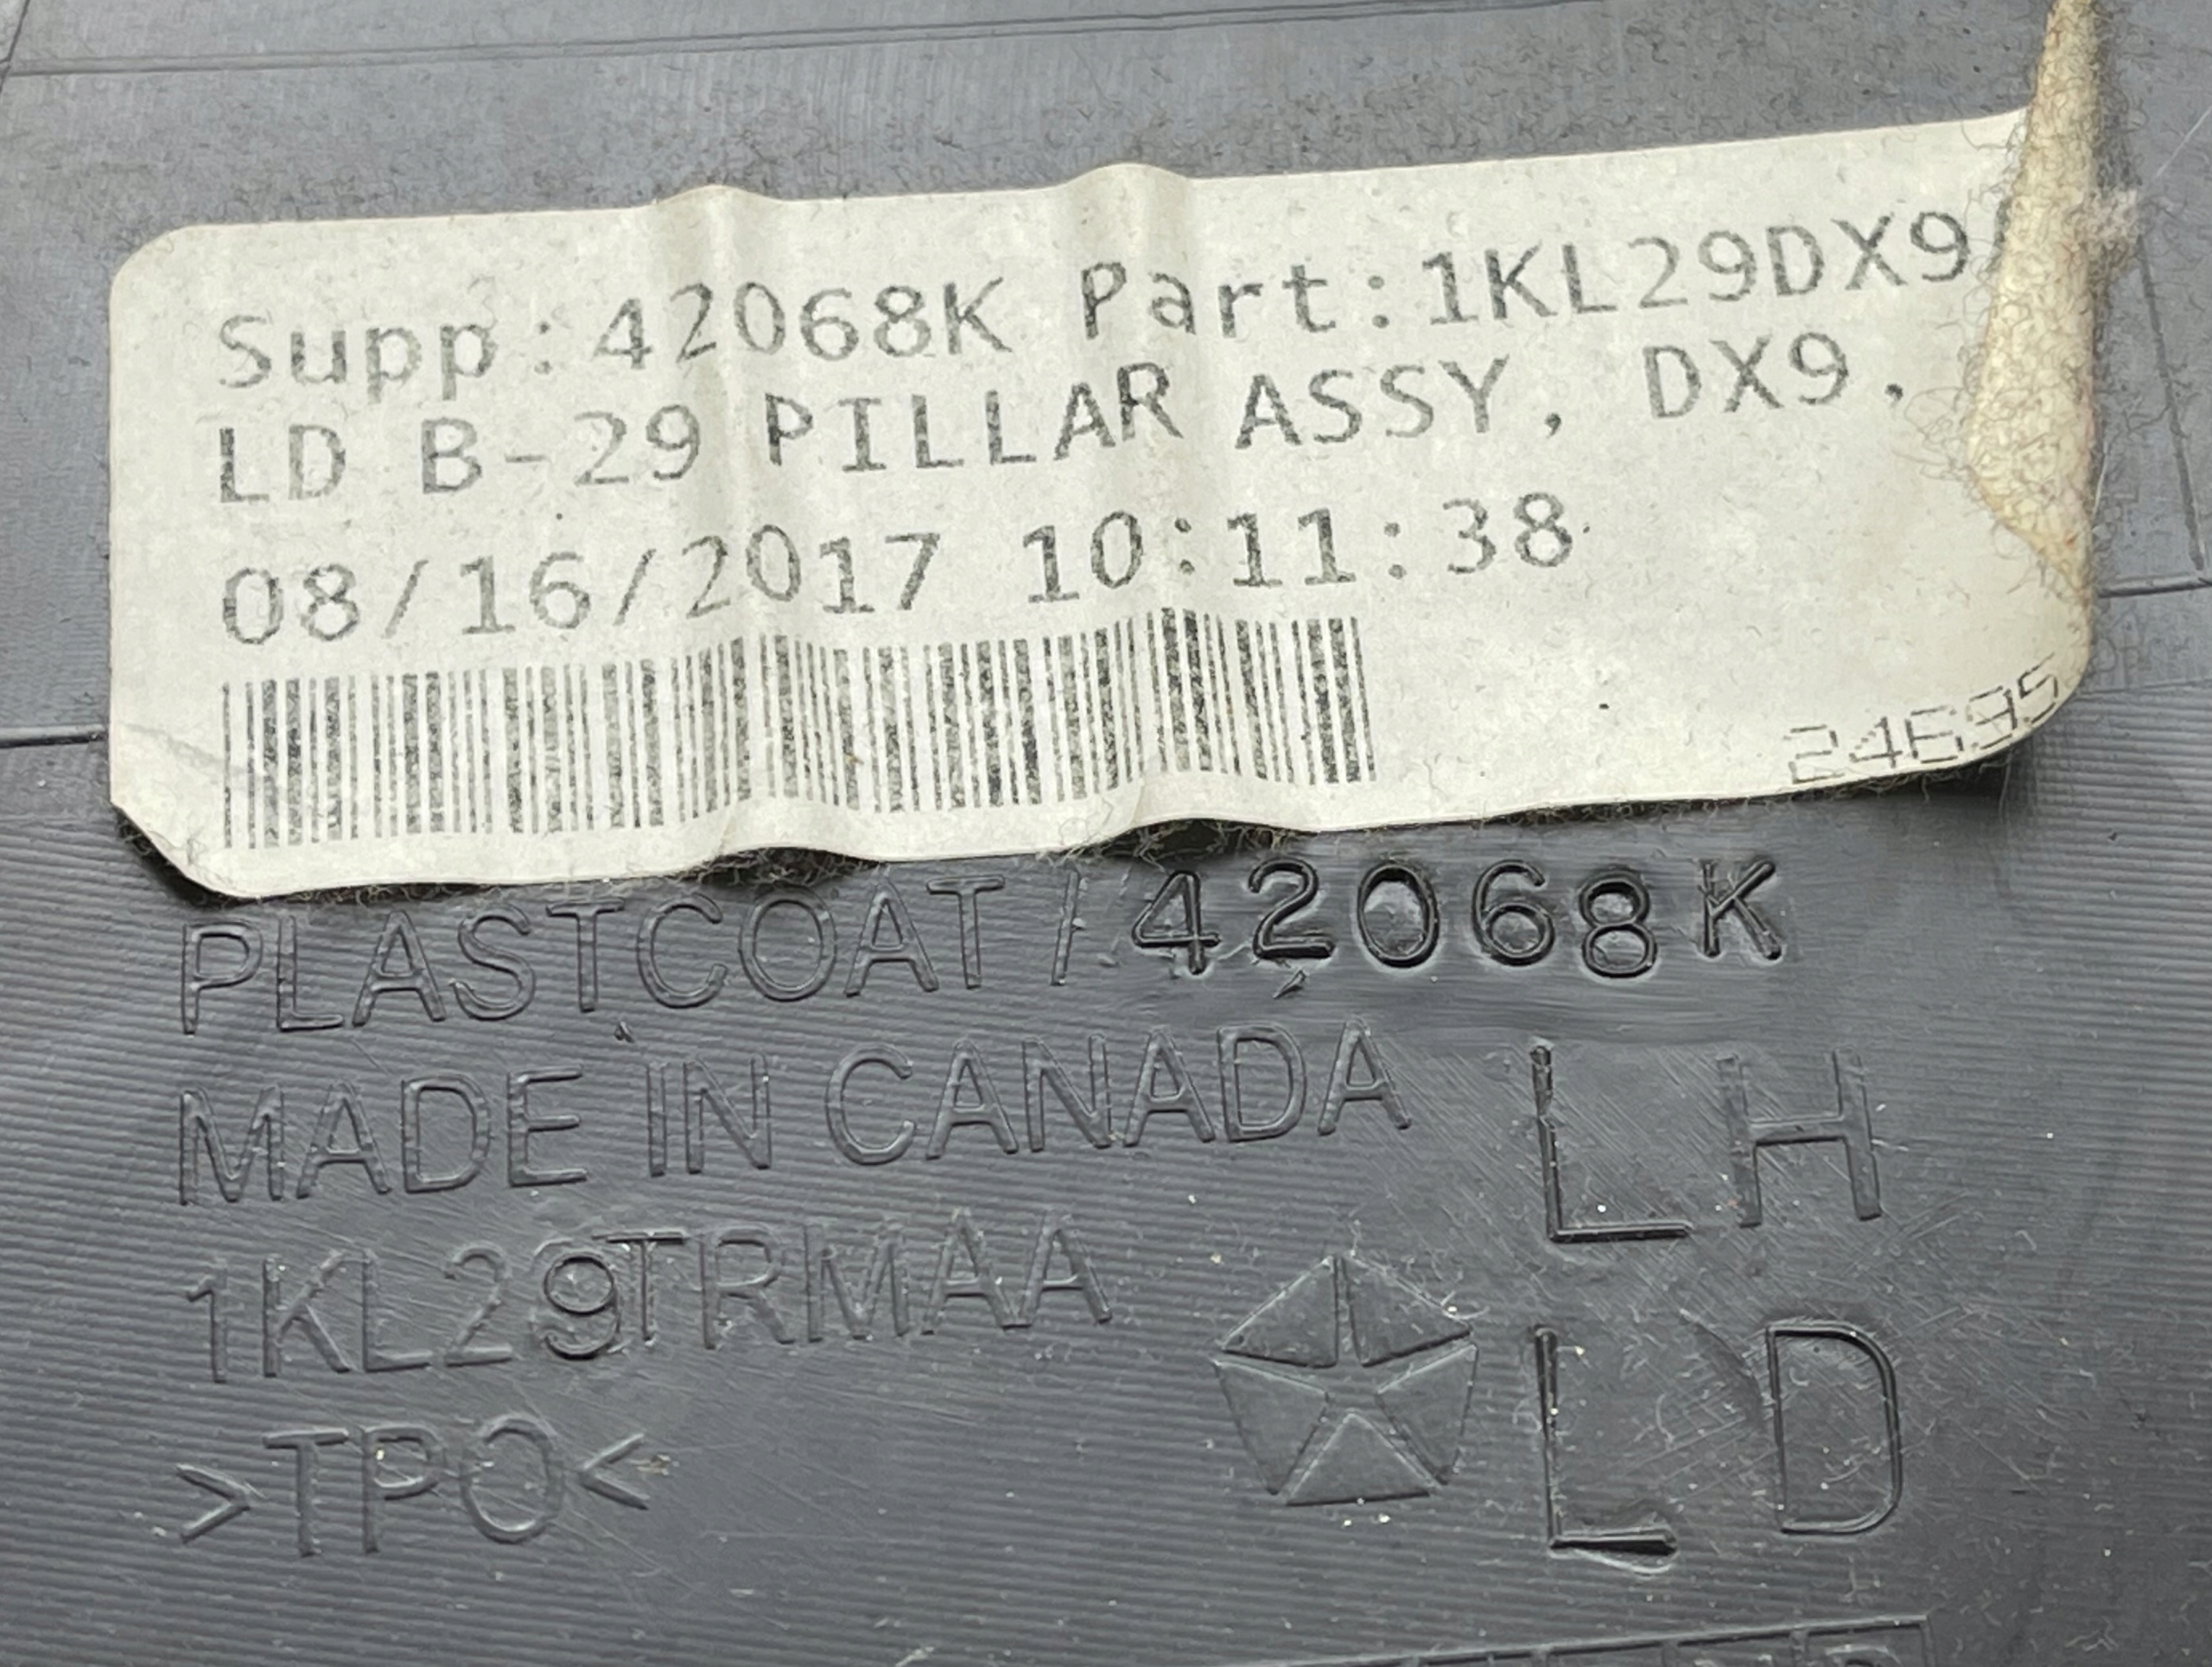 Supp:42068K Part:1KL29DX9
LD B-29 PILLAR ASSY, DX9,
08/16/2017 10:11:38
24695
PLASTCOAT / 42068K
MADE IN CANADA
LH
1KL29TRMAA
LD
>TPO<